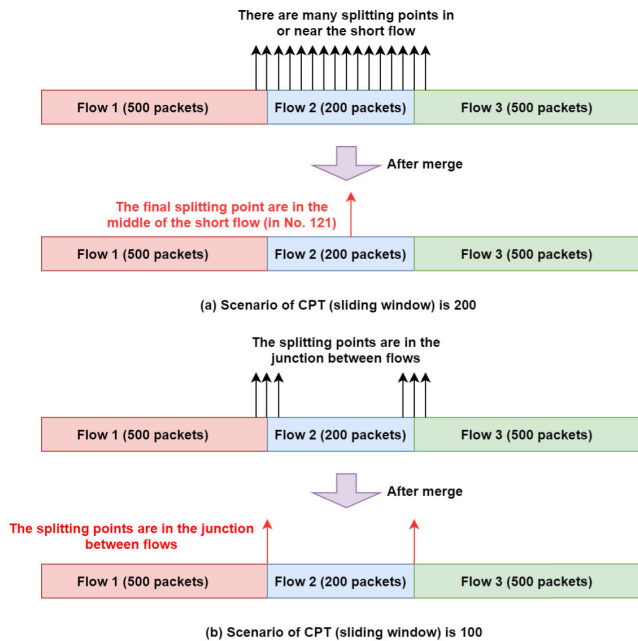 There are many splitting points in
or near the short flow
Flow 1 (500 packets) Flow 2 (200 packets) Flow 3 (500 packets)
After merge
The final splitting point are in the
middle of the short flow (in No. 121)
Flow 1 (500 packets) Flow 2 (200 packets) Flow 3 (500 packets)
(a) Scenario of CPT (sliding window) is 200
The splitting points are in the
junction between flows
Flow 1 (500 packets) Flow 2 (200 packets) Flow 3 (500 packets)
After merge
The splitting points are in the junction
between flows
Flow 1 (500 packets) Flow 2 (200 packets) Flow 3 (500 packets)
(b) Scenario of CPT (sliding window) is 100